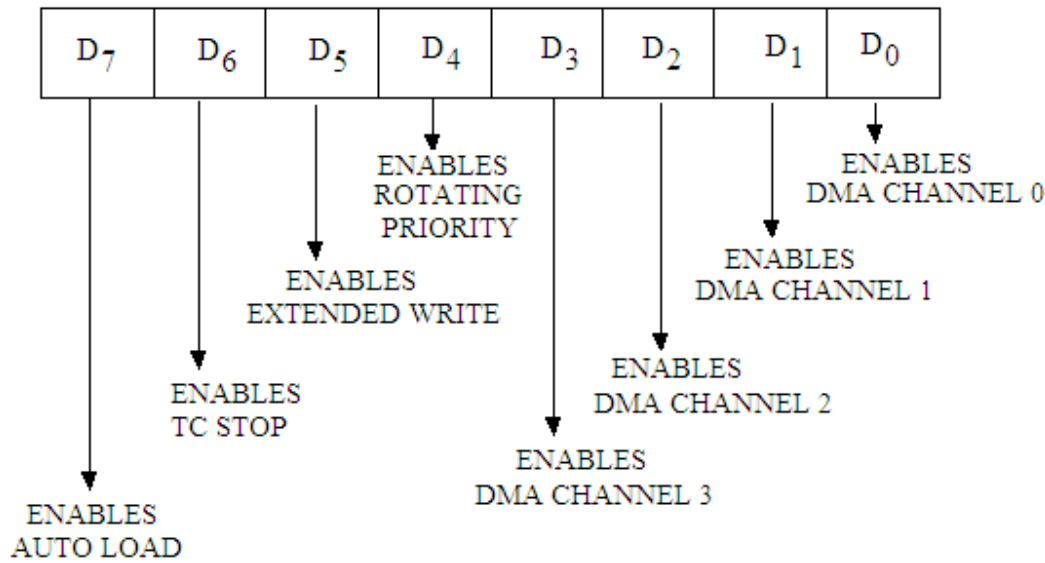 D7 D6 D5 D4 D3 D2 D1 D0
ENABLES
ROTATING
PRIORITY
ENABLES
DMA CHANNEL 0
ENABLES
EXTENDED WRITE
ENABLES
DMA CHANNEL 1
ENABLES
TC STOP
ENABLES
DMA CHANNEL 2
ENABLES
DMA CHANNEL 3
ENABLES
AUTO LOAD